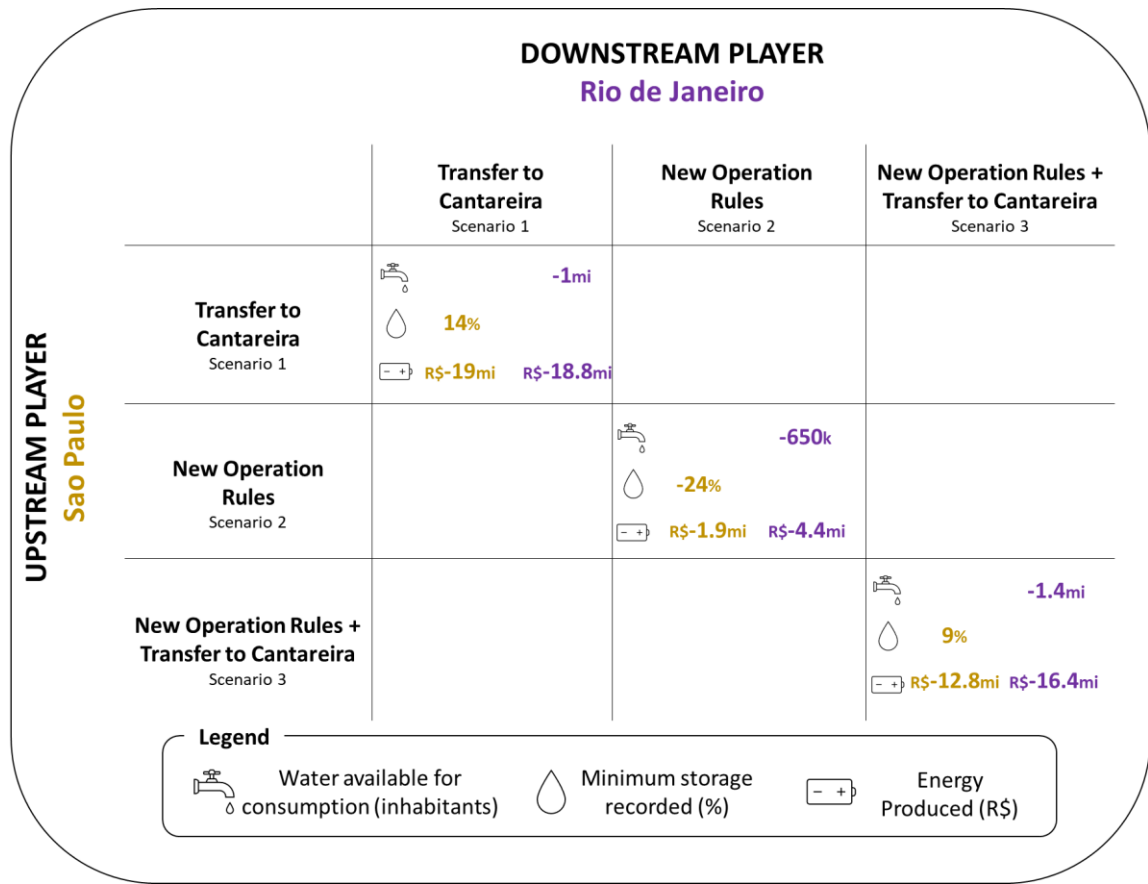 DOWNSTREAM PLAYER
Rio de Janeiro
Transfer to
Cantareira
Scenario 1
New Operation
Rules
Scenario 2
New Operation Rules +
Transfer to Cantareira
Scenario 3
UPSTREAM PLAYER
Sao Paulo
Transfer to
Cantareira
Scenario 1
-1mi
14%
- +
R$-19mi R$-18.8mi
New Operation
Rules
Scenario 2
-650k
-24%
- +
R$-1.9mi R$-4.4mi
New Operation Rules +
Transfer to Cantareira
Scenario 3
-1.4mi
9%
- +
R$-12.8mi R$-16.4mi
Legend
Water available for
consumption (inhabitants)
Minimum storage
recorded (%)
- +
Energy
Produced (R$)